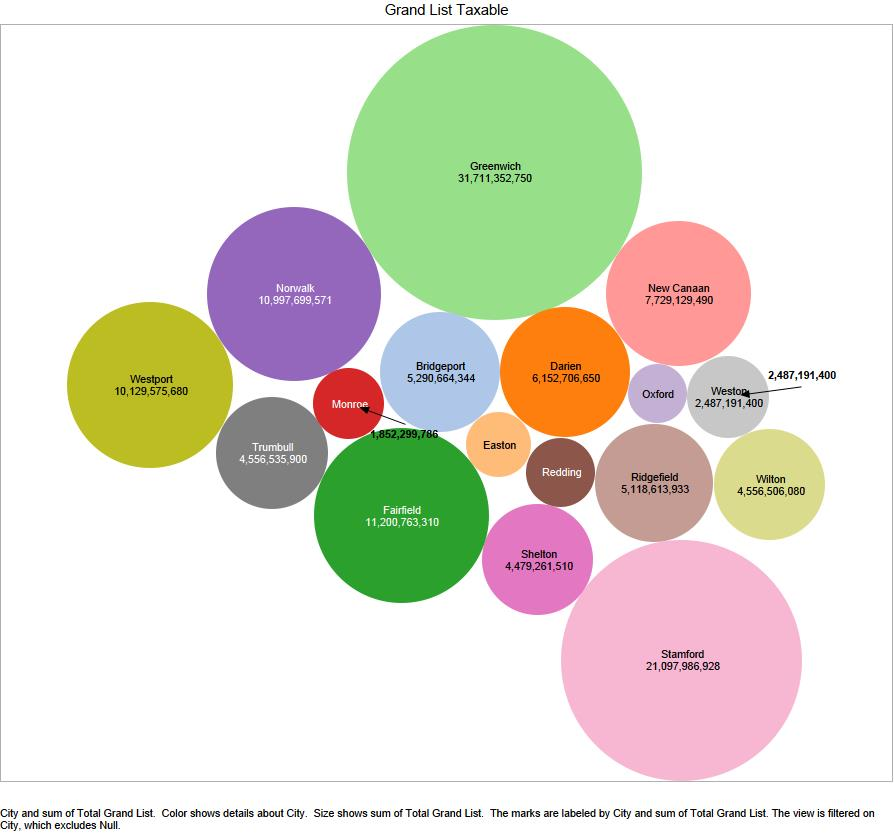 Grand List Taxable
Greenwich
31,711,352,750
Norwalk
10,997,699,571
New Canaan
7,729,129,490
Westport
10,129,575,680
Bridgeport
5,290,664,344
Darien
6,152,706,650
Monroe
1,852,299,786
Oxford
Weston
2,487,191,400
2,487,191,400
Trumbull
4,556,535,900
Easton
Redding
Ridgefield
5,118,613,933
Wilton
4,556,506,080
Fairfield
11,200,763,310
Shelton
4,479,261,510
Stamford
21,097,986,928
City and sum of Total Grand List.  Color shows details about City.  Size shows sum of Total Grand List.  The marks are labeled by City and sum of Total Grand List. The view is filtered on
City, which excludes Null.